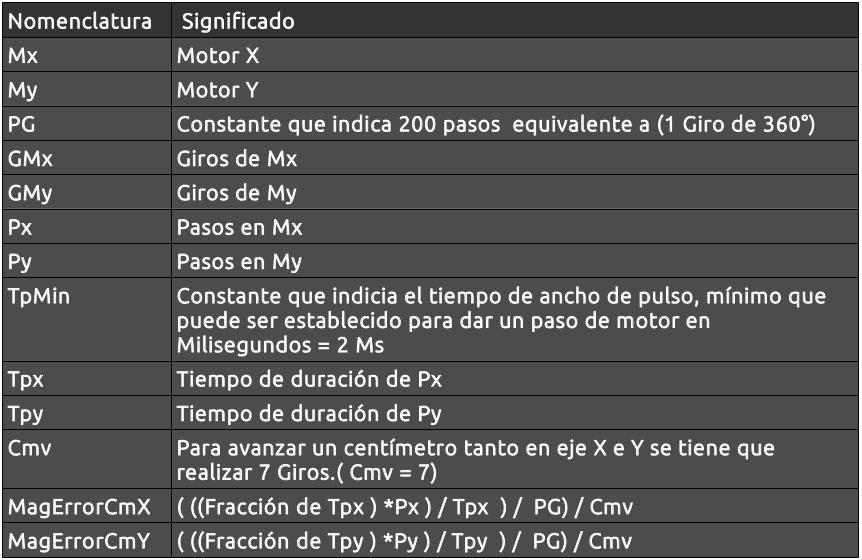 Nomenclatura Significado
Mx Motor X
My Motor Y
PG Constante que indica 200 pasos equivalente a (1 Giro de 360°)
GMx Giros de Mx
GMy Giros de My
Px Pasos en Mx
Py Pasos en My
TpMin Constante que indicia el tiempo de ancho de pulso, mínimo que
puede ser establecido para dar un paso de motor en
Milisegundos = 2 Ms
Tpx Tiempo de duración de Px
Tpy Tiempo de duración de Py
Cmv Para avanzar un centímetro tanto en eje X e Y se tiene que
realizar 7 Giros.( Cmv = 7)
MagErrorCmX ( ((Fracción de Tpx ) *Px ) / Tpx ) / PG) / Cmv
MagErrorCmY ( ((Fracción de Tpy ) *Py ) / Tpy ) / PG) / Cmv